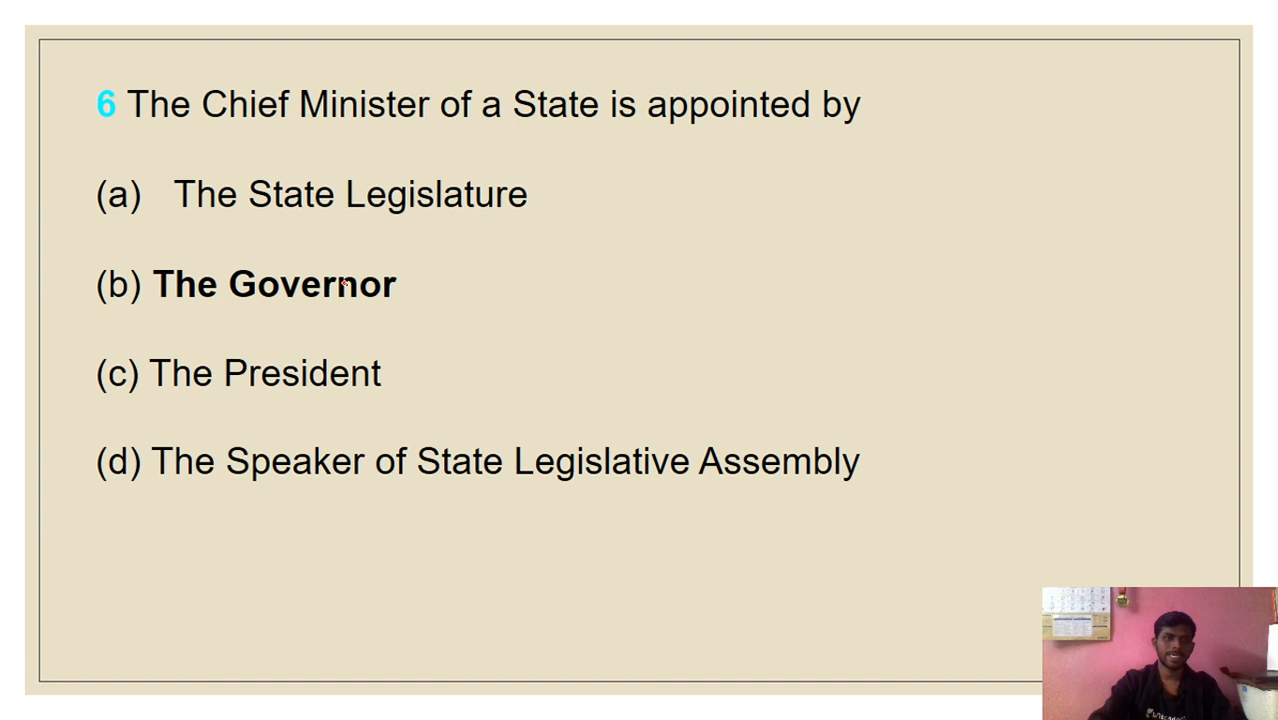 6 The Chief Minister of a State is appointed by
(a) The State Legislature
(b) The Governor
(c) The President
(d) The Speaker of State Legislative Assembly